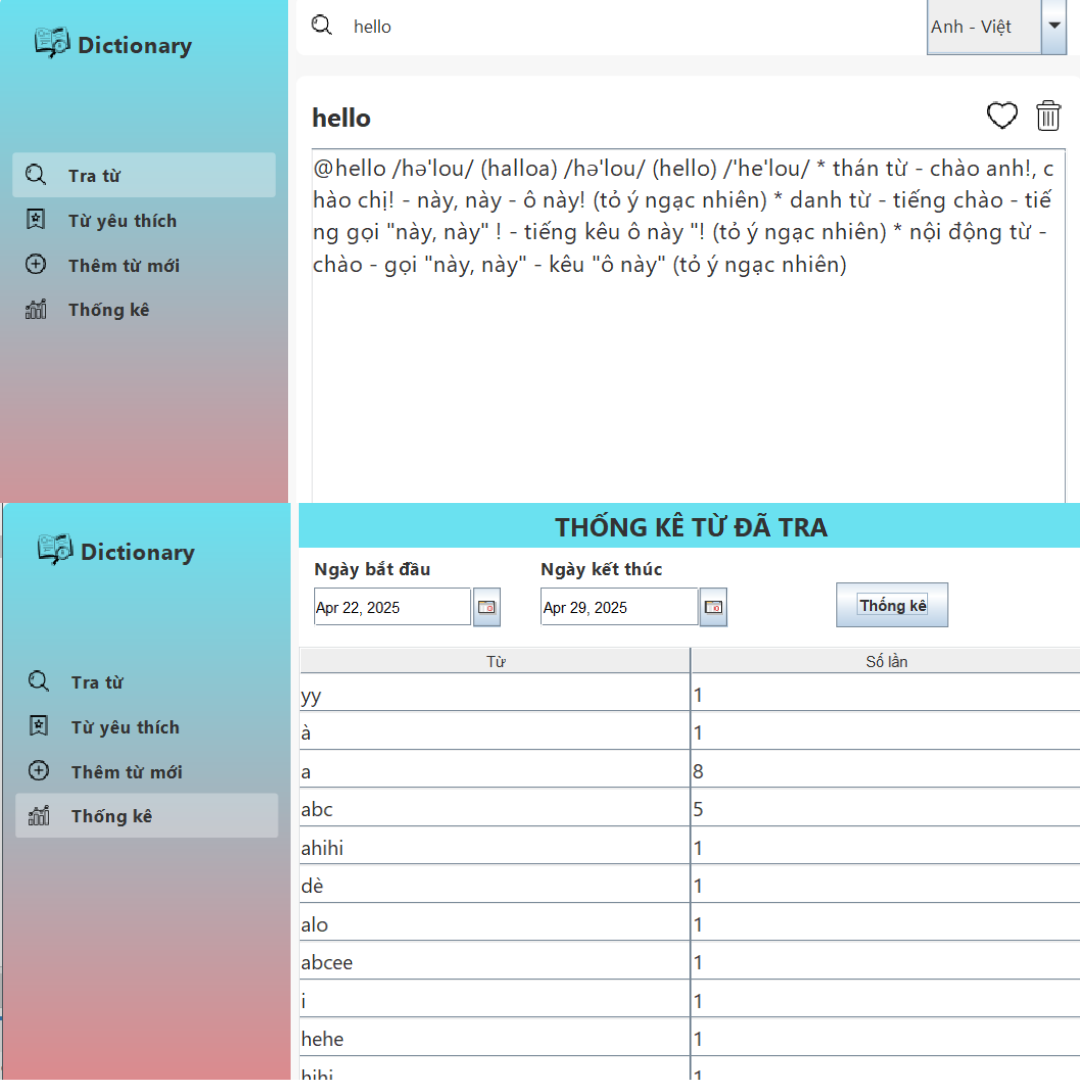 Dictionary
Tra từ
Từ yêu thích
Thêm từ mới
Thống kê
hello
Anh - Việt
hello
@hello /hə'lou/ (halloa) /hə'lou/ (hello) /'he'lou/ * thán từ - chào anh!, c
hào chị! - này, này - ô này! (tỏ ý ngạc nhiên) * danh từ - tiếng chào - tiế
ng gọi "này, này" ! - tiếng kêu ô này "! (tỏ ý ngạc nhiên) * nội động từ -
chào - gọi "này, này" - kêu "ô này" (tỏ ý ngạc nhiên)
Dictionary
Tra từ
Từ yêu thích
Thêm từ mới
Thống kê
THỐNG KÊ TỪ ĐÃ TRA
Ngày bắt đầu Ngày kết thúc
Apr 22, 2025 Apr 29, 2025 Thống kê
Từ Số lần
yy 1
à 1
a 8
abc 5
ahihi 1
dè 1
alo 1
abcee 1
i 1
hehe 1
hihi 1